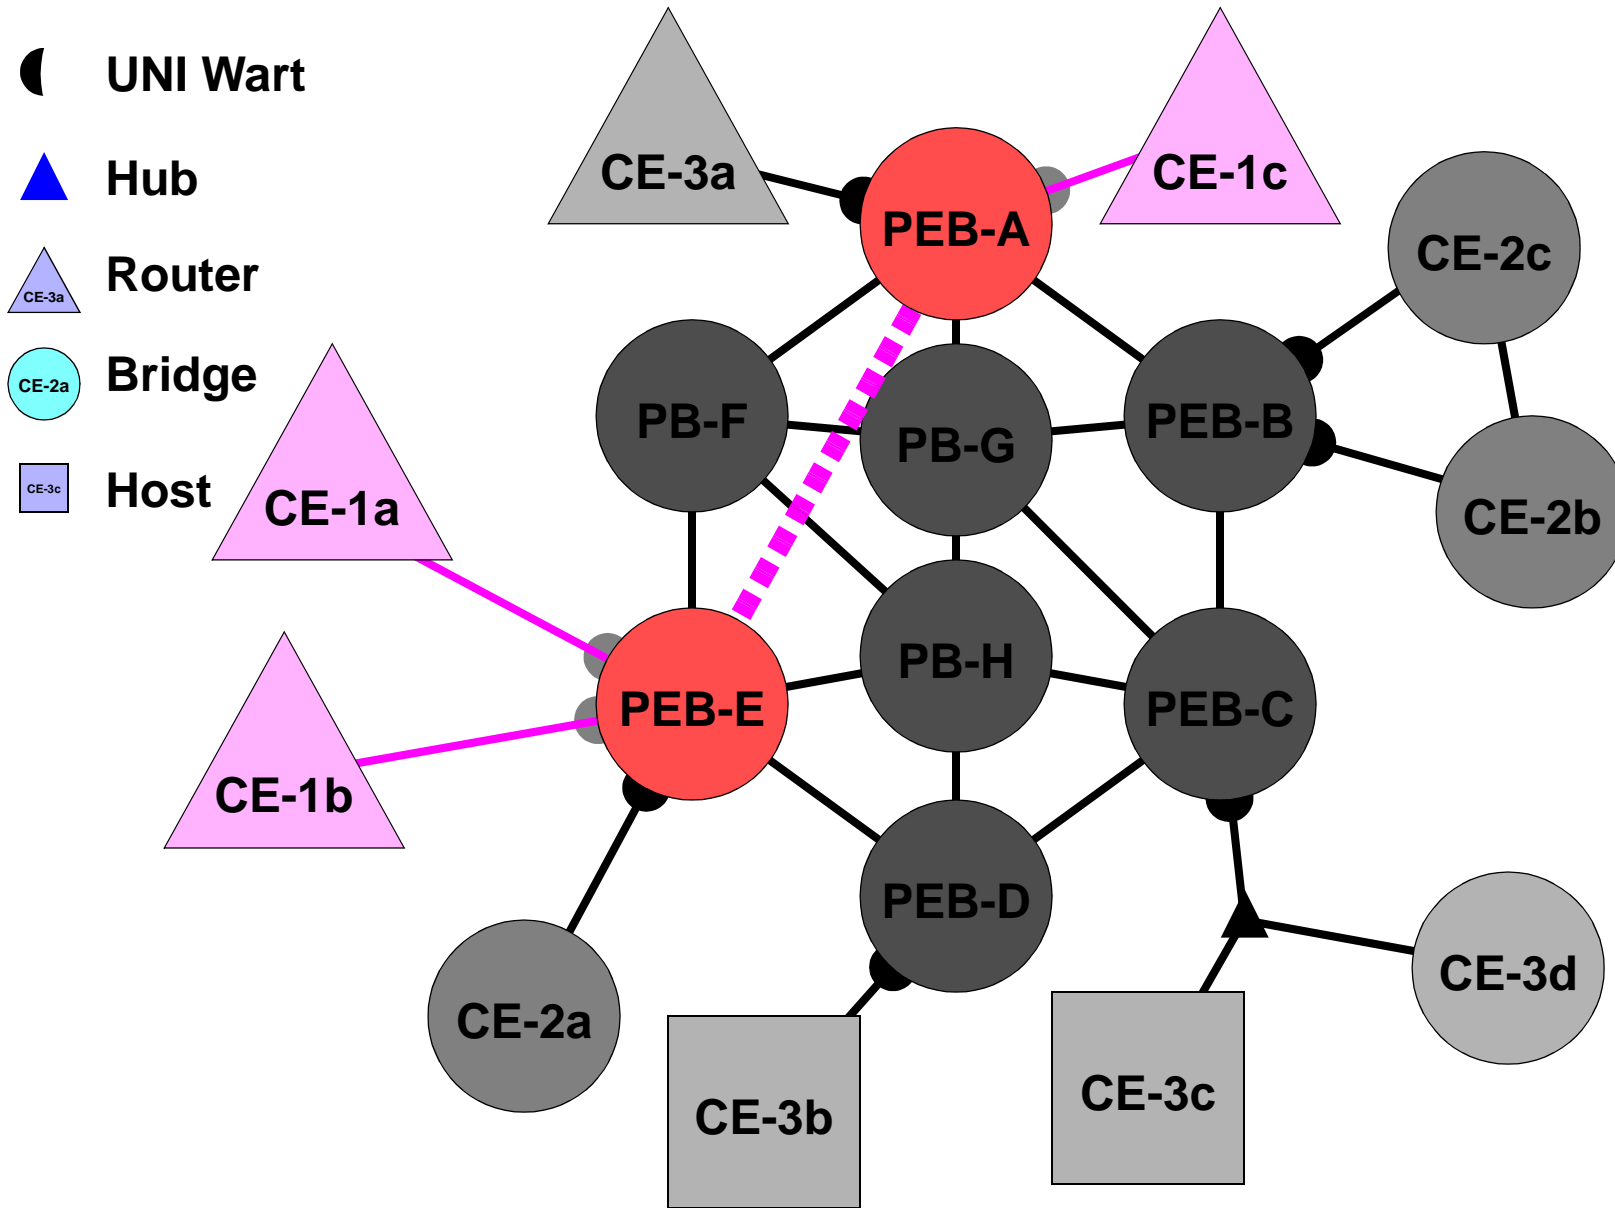 UNI Wart
Hub
CE-3a
Router
CE-2a
Bridge
CE-3c
Host
CE-3a
CE-1c
PEB-A
CE-2c
PB-F
PB-G
PEB-B
CE-1a
CE-2b
PB-H
PEB-E
PEB-C
CE-1b
PEB-D
CE-3d
CE-2a
CE-3c
CE-3b